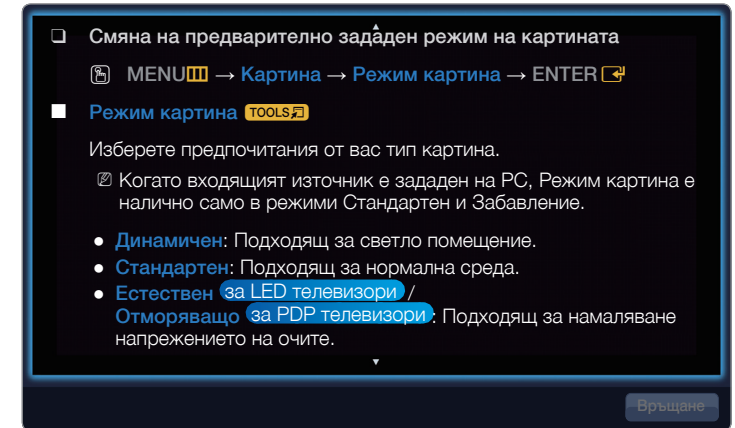 Смяна на предварително зададен режим на картината
MENU → Картина → Режим картина → ENTER
Режим картина TOOLS
Изберете предпочитания от вас тип картина.
Когато входящият източник е зададен на PC, Режим картина е
налично само в режими Стандартен и Забавление.
● Динамичен: Подходящ за светло помещение.
● Стандартен: Подходящ за нормална среда.
● Естествен за LED телевизори /
Отморяващо за PDP телевизори: Подходящ за намаляване
напрежението на очите.
Връщане